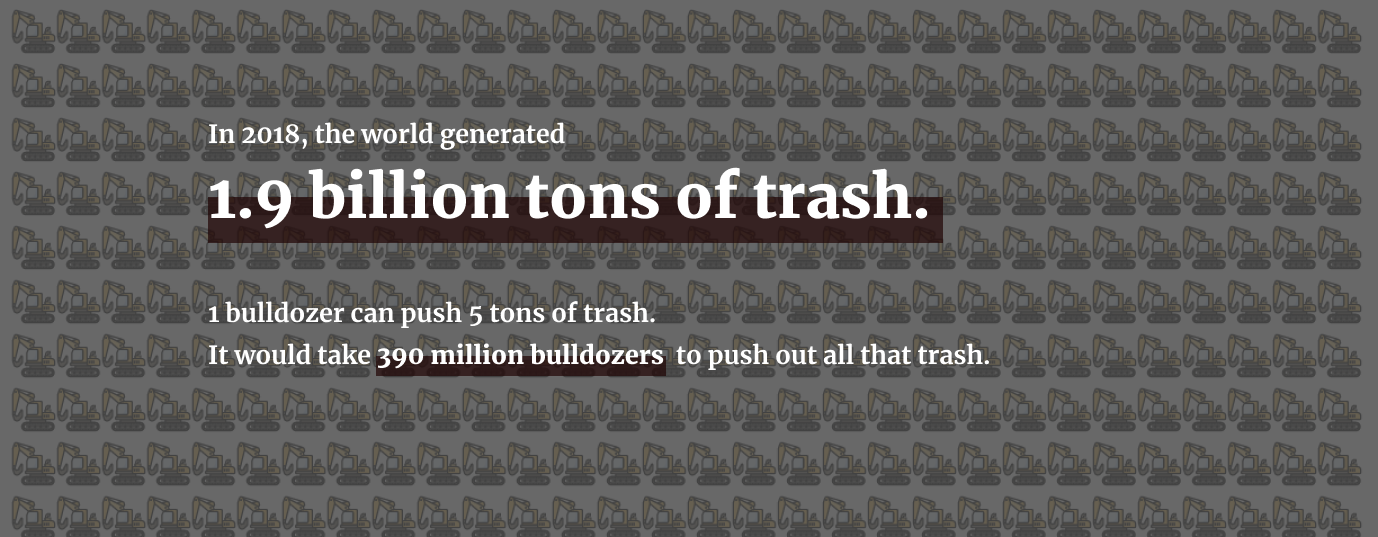 In 2018, the world generated
1.9 billion tons of trash.
1 bulldozer can push 5 tons of trash.
It would take 390 million bulldozers to push out all that trash.